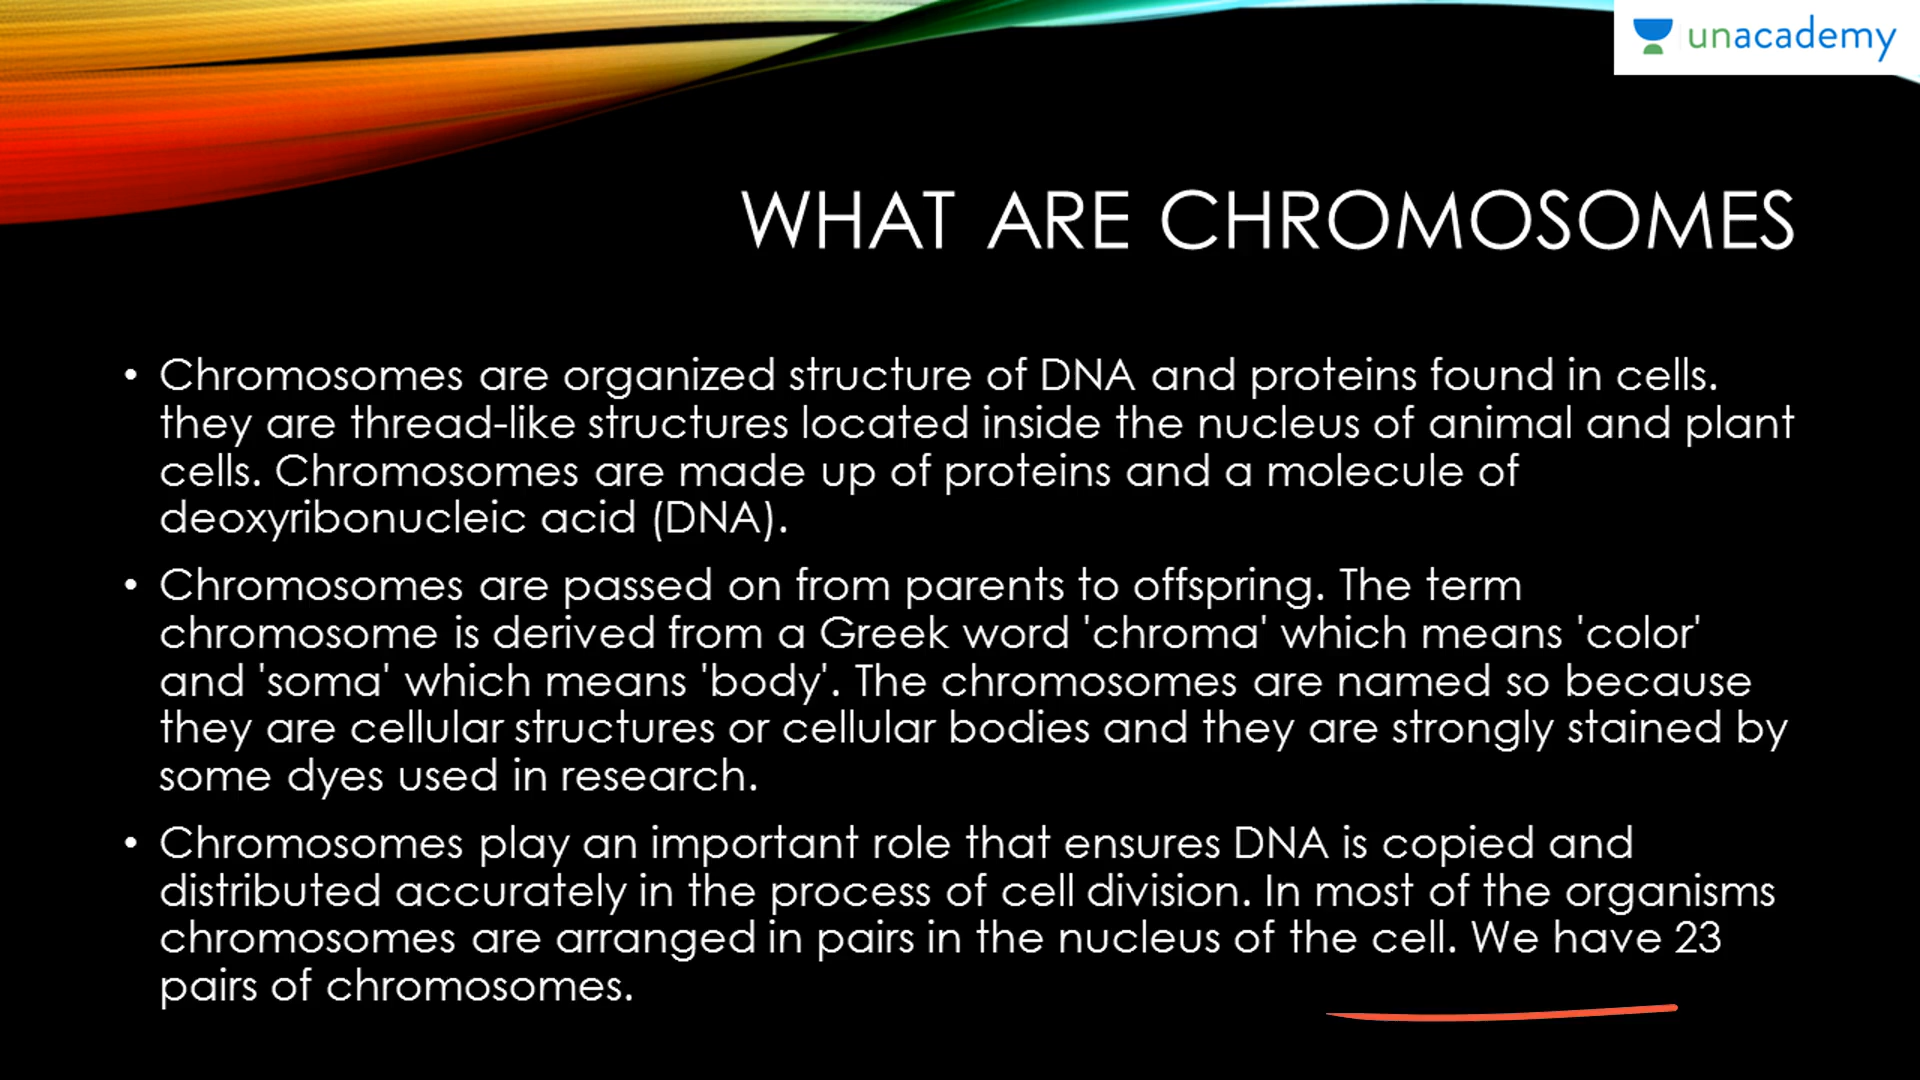 unacademy
WHAT ARE CHROMOSOMES
• Chromosomes are organized structure of DNA and proteins found in cells.
they are thread-like structures located inside the nucleus of animal and plant
cells. Chromosomes are made up of proteins and a molecule of
deoxyribonucleic acid (DNA).
• Chromosomes are passed on from parents to offspring. The term
chromosome is derived from a Greek word 'chroma' which means 'color'
and 'soma' which means 'body'. The chromosomes are named so because
they are cellular structures or cellular bodies and they are strongly stained by
some dyes used in research.
• Chromosomes play an important role that ensures DNA is copied and
distributed accurately in the process of cell division. In most of the organisms
chromosomes are arranged in pairs in the nucleus of the cell. We have 23
pairs of chromosomes.